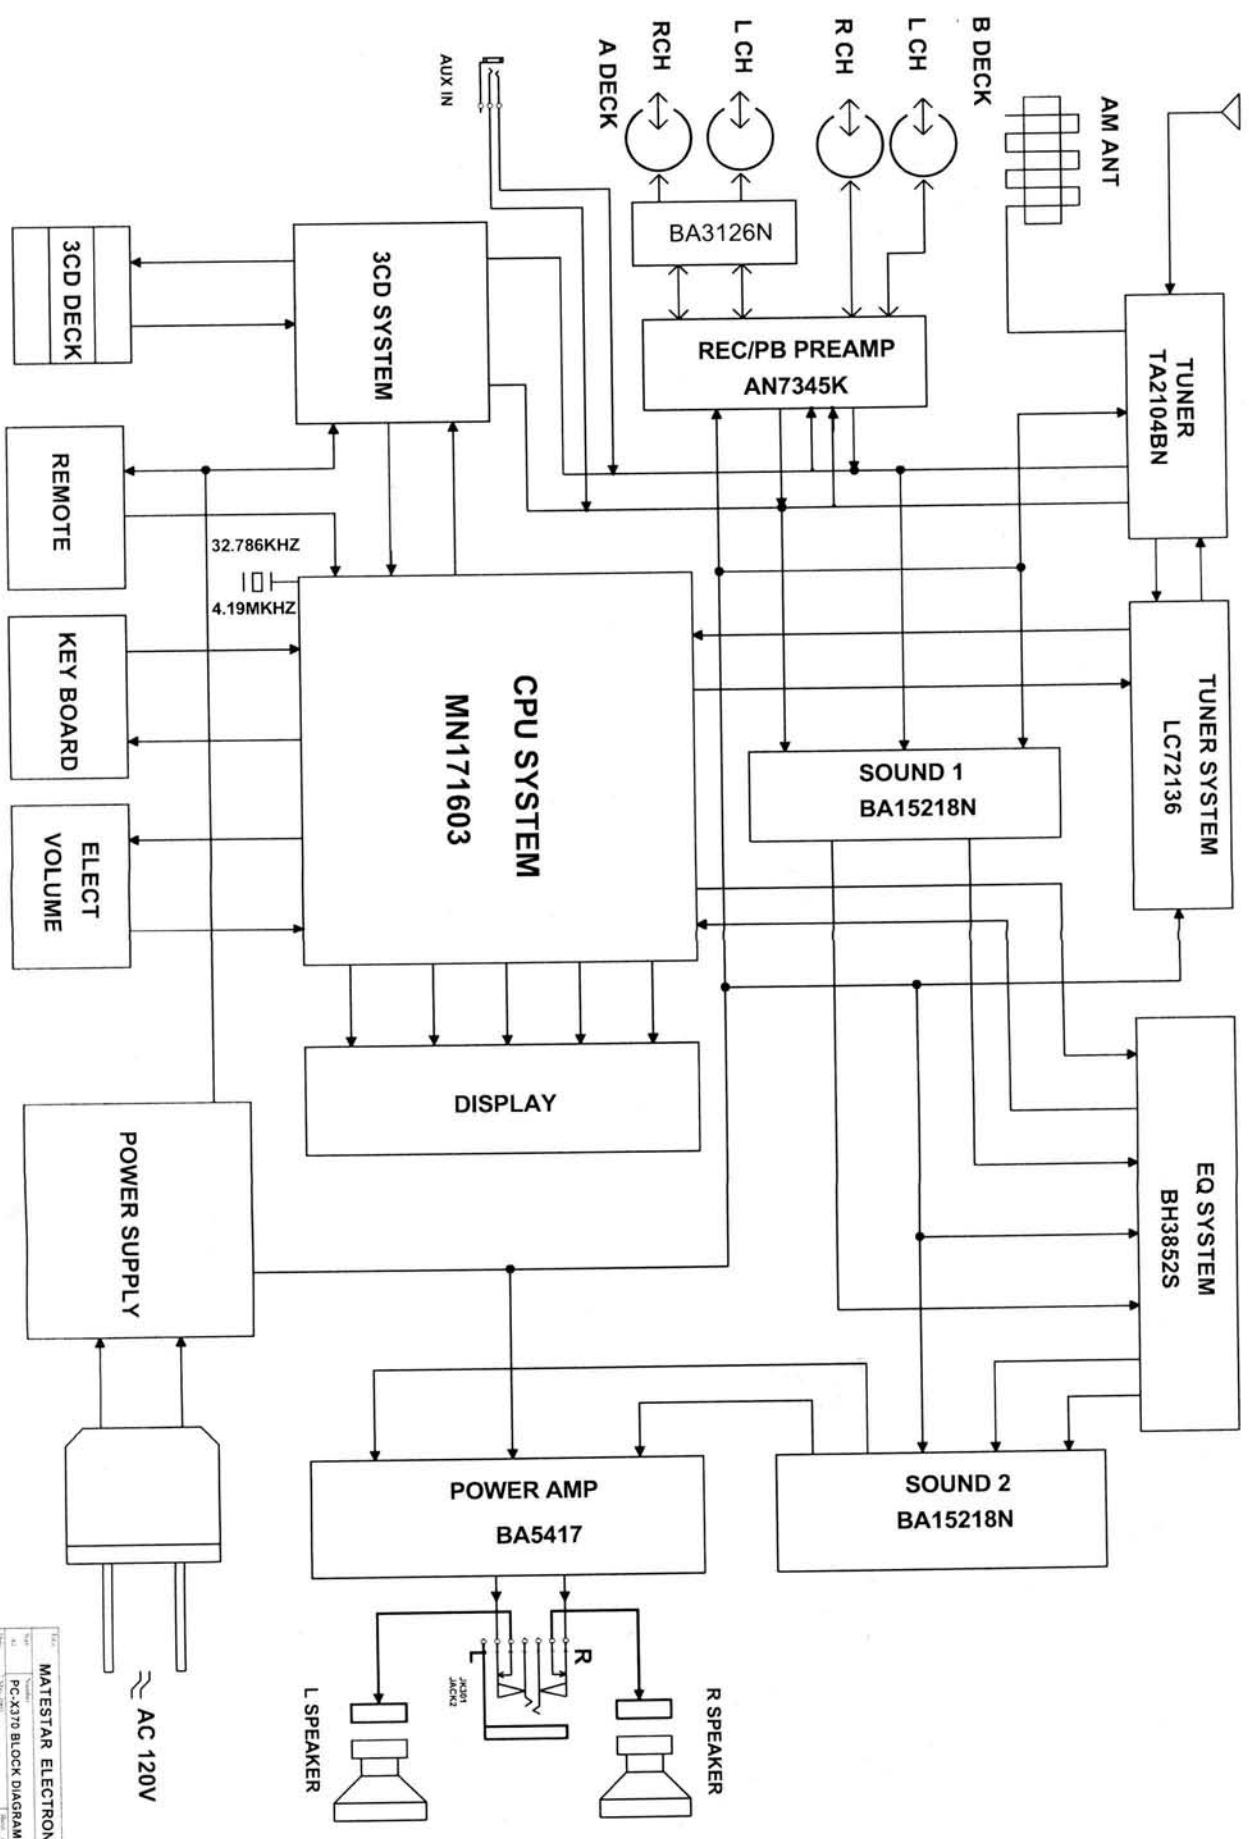 B DECK
L CH
R CH
L CH
RCH
A DECK
AUX IN
AM ANT
BA3126N
REC/PB PREAMP
AN7345K
TUNER
TA2104BN
3CD SYSTEM
3CD DECK
REMOTE
32.786KHZ
4.19MKHZ
KEY BOARD
CPU SYSTEM
MN171603
TUNER SYSTEM
LC72136
SOUND 1
BA15218N
ELECT
VOLUME
DISPLAY
EQ SYSTEM
BH3852S
POWER SUPPLY
POWER AMP
BA5417
SOUND 2
BA15218N
R
L
JK301
JACK2
R SPEAKER
L SPEAKER
AC 120V
MATESTAR ELECTRON
PC-X370 BLOCK DIAGRAM